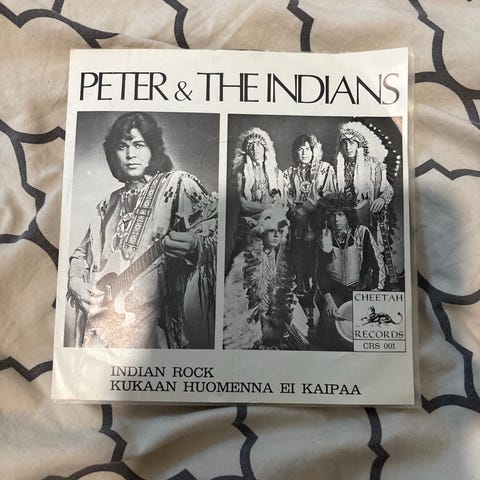 PETER & THE INDIANS
CHEETAH
RECORDS
CRS 001
INDIAN ROCK
KUKAAN HUOMENNA EI KAIPAA